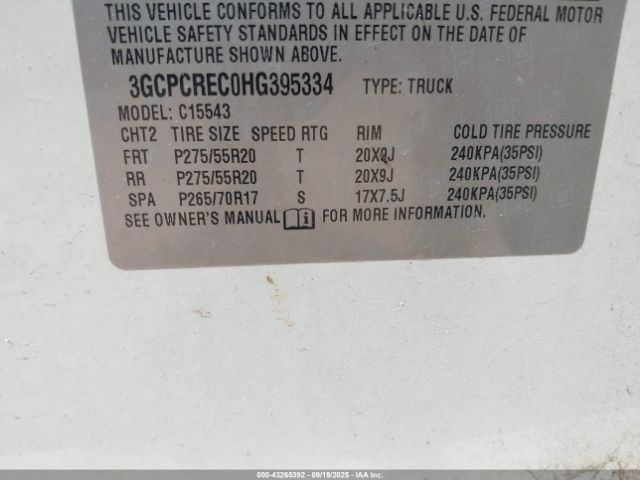 THIS VEHICLE CONFORMS TO ALL APPLICABLE U.S. FEDERAL MOTOR
VEHICLE SAFETY STANDARDS IN EFFECT ON THE DATE OF
MANUFACTURE SHOWN ABOVE.
3GCPCREC0HG395334 TYPE: TRUCK
MODEL: C15543
CHT2 TIRE SIZE SPEED RTG RIM COLD TIRE PRESSURE
FRT P275/55R20 T 20X9J 240KPA(35PSI)
RR P275/55R20 T 20X9J 240KPA(35PSI)
SPA P265/70R17 S 17X7.5J 240KPA(35PSI)
SEE OWNER'S MANUAL FOR MORE INFORMATION.
000-43265392 - 09/19/2025 - IAA Inc.